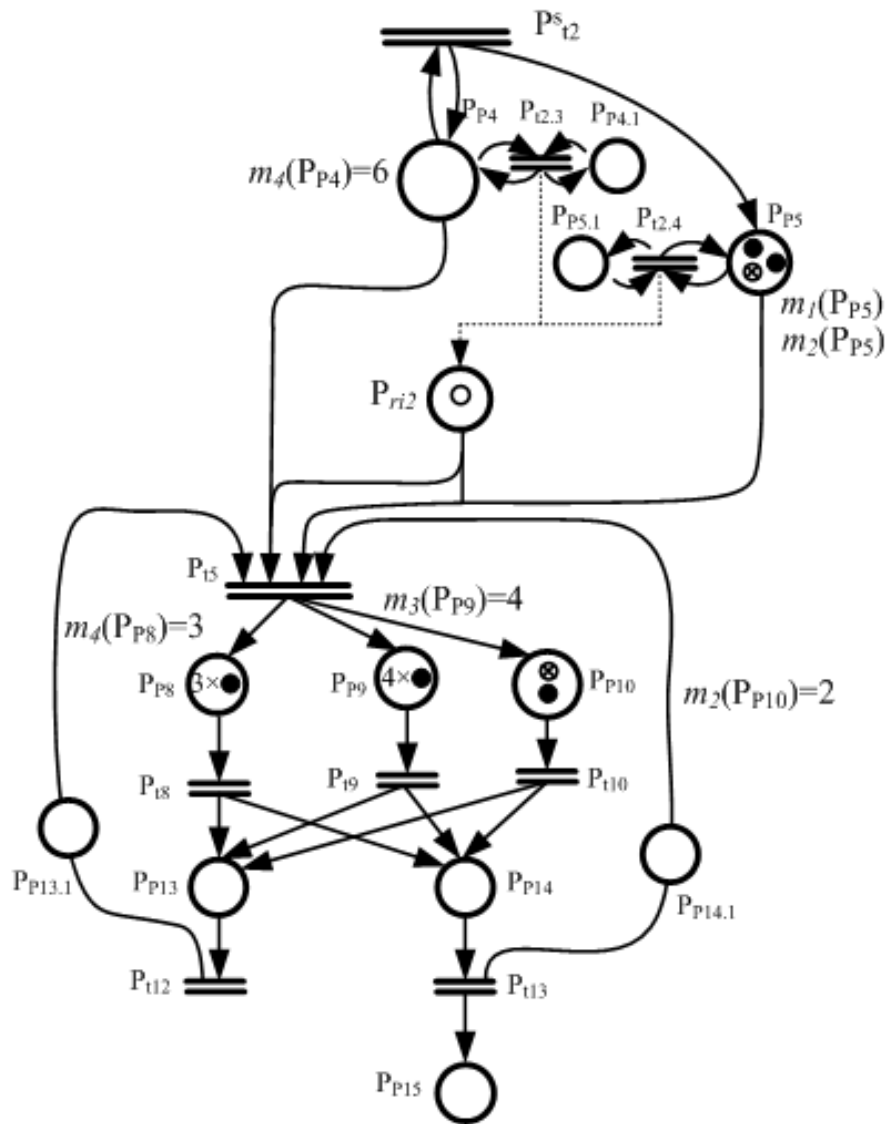 Pˢt2
PP4
Pt2.3
PP4.1
m4(PP4)=6
PP5.1
Pt2.4
PP5
m1(PP5)
m2(PP5)
Pri2
Pt5
m3(PP9)=4
m4(PP8)=3
PP8
3×
PP9
4×
PP10
m2(PP10)=2
Pt8
Pt9
Pt10
PP13.1
PP13
PP14
PP14.1
Pt12
Pt13
PP15